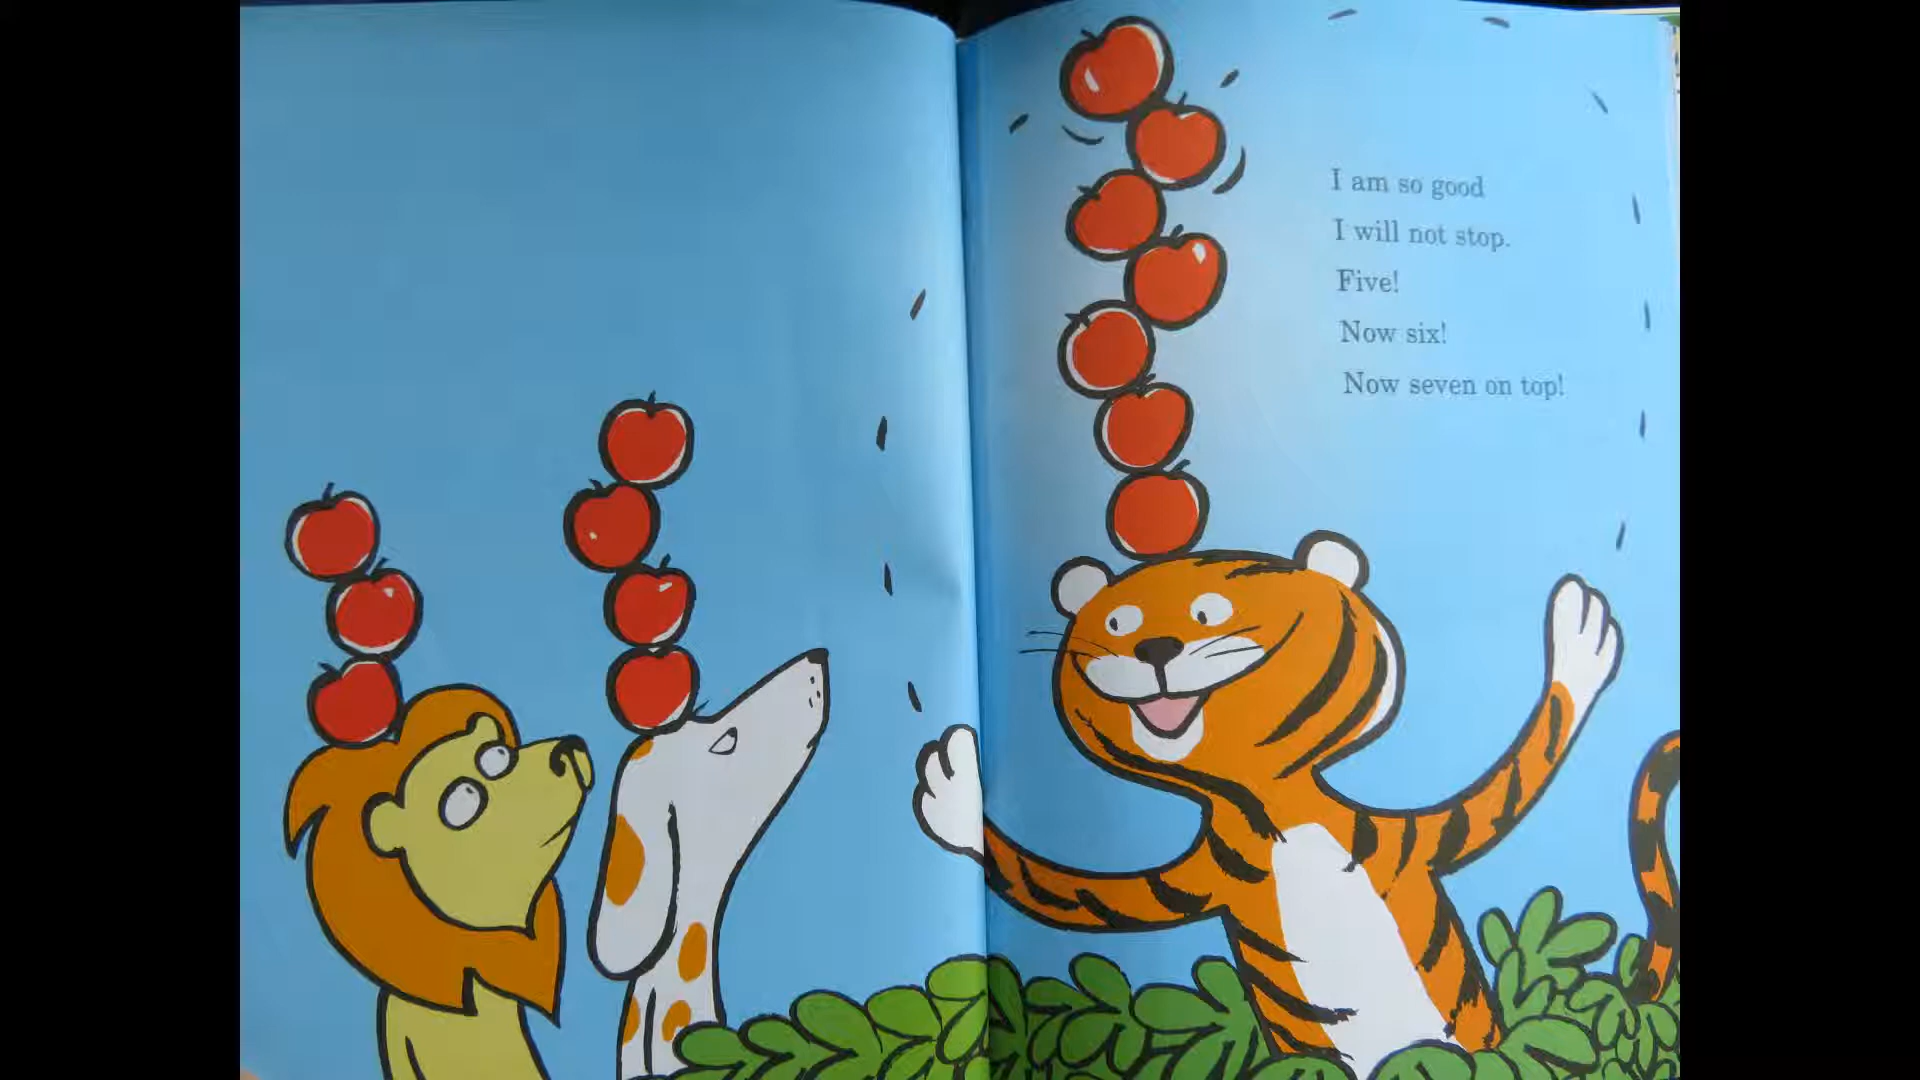 I am so good
I will not stop.
Five!
Now six!
Now seven on top!